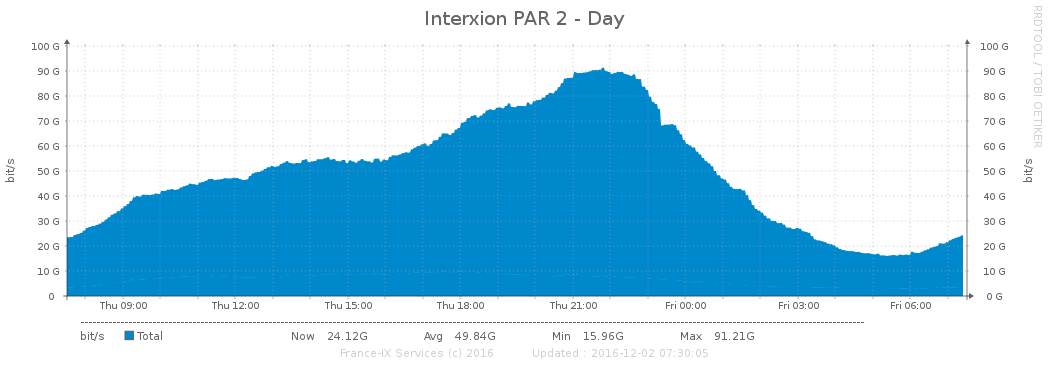 Interxion PAR 2 - Day
RRDTOOL / TOBI OETIKER
bit/s
bit/s
100 G 100 G
90 G 90 G
80 G 80 G
70 G 70 G
60 G 60 G
50 G 50 G
40 G 40 G
30 G 30 G
20 G 20 G
10 G 10 G
0 0 G
Thu 09:00 Thu 12:00 Thu 15:00 Thu 18:00 Thu 21:00 Fri 00:00 Fri 03:00 Fri 06:00
bit/s Total Now 24.12G Avg 49.84G Min 15.96G Max 91.21G
France-IX Services (c) 2016 Updated : 2016-12-02 07:30:05